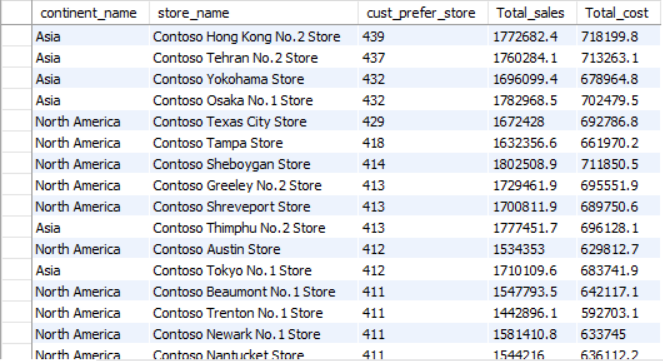 continent_name store_name cust_prefer_store Total_sales Total_cost
Asia Contoso Hong Kong No.2 Store 439 1772682.4 718199.8
Asia Contoso Tehran No.2 Store 437 1760284.1 713263.1
Asia Contoso Yokohama Store 432 1696099.4 678964.8
Asia Contoso Osaka No.1 Store 432 1782968.5 702479.5
North America Contoso Texas City Store 429 1672428 692786.8
North America Contoso Tampa Store 418 1632356.6 661970.2
North America Contoso Sheboygan Store 414 1802508.9 711850.5
North America Contoso Greeley No.2 Store 413 1729461.9 695551.9
North America Contoso Shreveport Store 413 1700811.9 689750.6
Asia Contoso Thimphu No.2 Store 413 1777451.7 696128.1
North America Contoso Austin Store 412 1534353 629812.7
Asia Contoso Tokyo No.1 Store 412 1710109.6 683741.9
North America Contoso Beaumont No.1 Store 411 1547793.5 642117.1
North America Contoso Trenton No.1 Store 411 1442896.1 592703.1
North America Contoso Newark No.1 Store 411 1581410.8 633745
North America Contoso Nantucket Store 411 1544216 636112.2